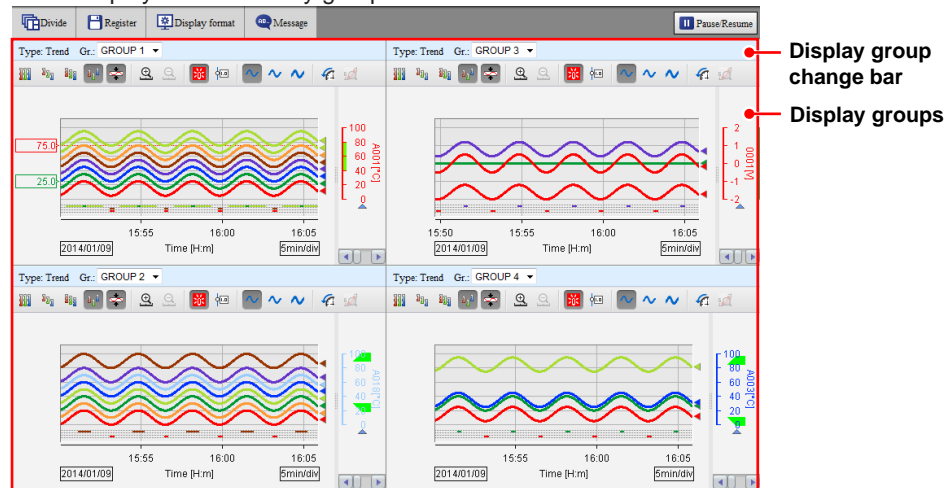 Divide Register Display format Message Pause/Resume
Type: Trend Gr.: GROUP 1
75.0
25.0
100
80
60
40
20
0
A001[°C]
15:55 16:00 16:05
2014/01/09 Time [H:m] 5min/div
Type: Trend Gr.: GROUP 3
2
1
0
-1
-2
0001[M]
15:50 15:55 16:00 16:05
2014/01/09 Time [H:m] 5min/div
Display group
change bar
Display groups
Type: Trend Gr.: GROUP 2
100
80
60
40
20
0
A019[°C]
15:55 16:00 16:05
2014/01/09 Time [H:m] 5min/div
Type: Trend Gr.: GROUP 4
100
80
60
40
20
0
A003[°C]
15:55 16:00 16:05
2014/01/09 Time [H:m] 5min/div